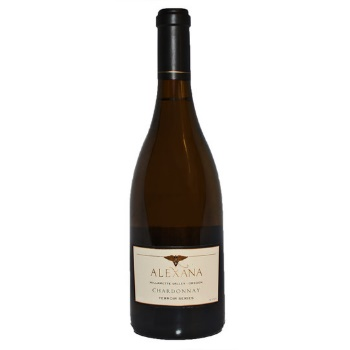 ALEXANA
WILLAMETTE VALLEY, OREGON
CHARDONNAY
TERROIR SERIES